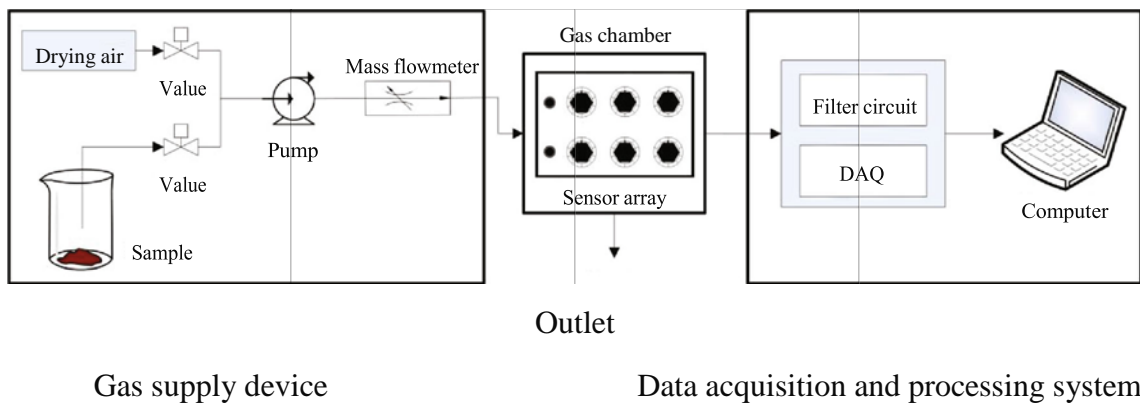 Drying air
Value
Value
Sample
Pump
Mass flowmeter
Gas chamber
Sensor array
Filter circuit
DAQ
Computer
Outlet
Gas supply device
Data acquisition and processing system